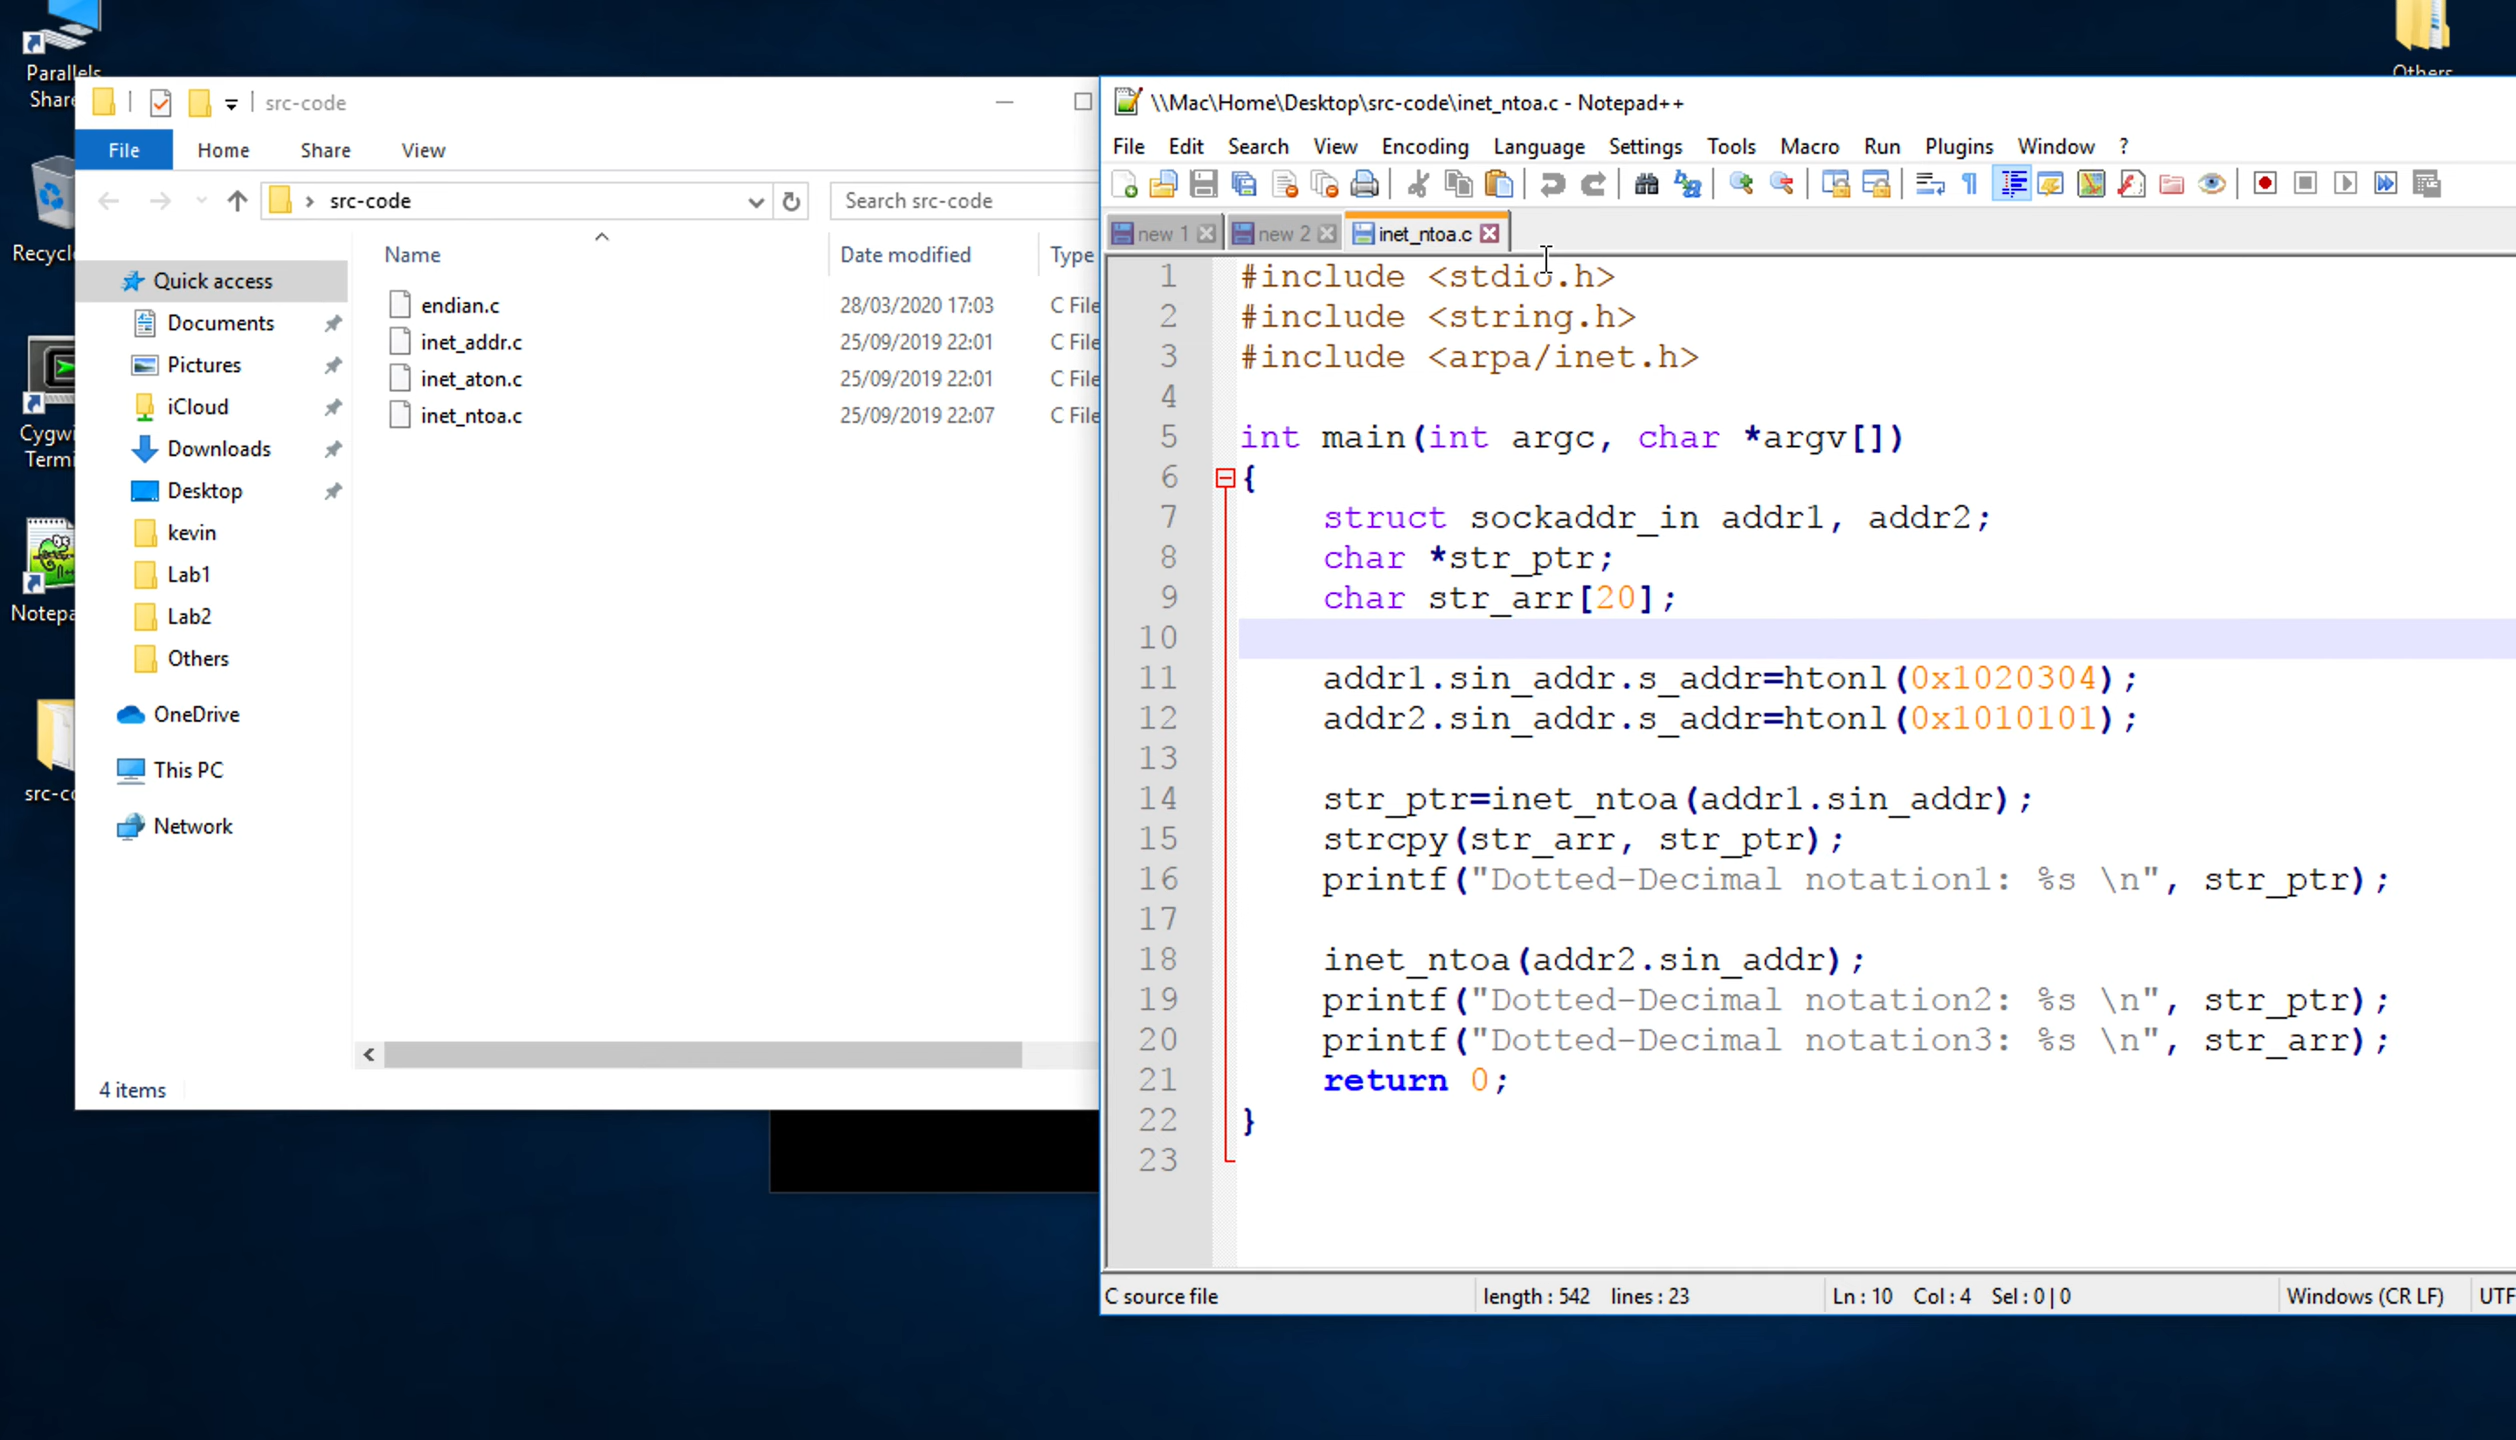 Parallels
Share
Recycl
Cygwi
Termi
Notepa
src-co
Others
src-code
File
Home
Share
View
src-code
Search src-code
Name
Date modified
Type
Quick access
Documents
Pictures
iCloud
Downloads
Desktop
kevin
Lab1
Lab2
Others
OneDrive
This PC
Network
endian.c 28/03/2020 17:03 C File
inet_addr.c 25/09/2019 22:01 C File
inet_aton.c 25/09/2019 22:01 C File
inet_ntoa.c 25/09/2019 22:07 C File
4 items
\\Mac\Home\Desktop\src-code\inet_ntoa.c - Notepad++
File Edit Search View Encoding Language Settings Tools Macro Run Plugins Window ?
new 1 new 2 inet_ntoa.c
1 #include <stdio.h>
2 #include <string.h>
3 #include <arpa/inet.h>
4
5 int main(int argc, char *argv[])
6 {
7 struct sockaddr_in addr1, addr2;
8 char *str_ptr;
9 char str_arr[20];
10
11 addr1.sin_addr.s_addr=htonl(0x1020304);
12 addr2.sin_addr.s_addr=htonl(0x1010101);
13
14 str_ptr=inet_ntoa(addr1.sin_addr);
15 strcpy(str_arr, str_ptr);
16 printf("Dotted-Decimal notation1: %s \n", str_ptr);
17
18 inet_ntoa(addr2.sin_addr);
19 printf("Dotted-Decimal notation2: %s \n", str_ptr);
20 printf("Dotted-Decimal notation3: %s \n", str_arr);
21 return 0;
22 }
23
C source file length : 542 lines : 23 Ln : 10 Col : 4 Sel : 0 | 0 Windows (CR LF) UTF